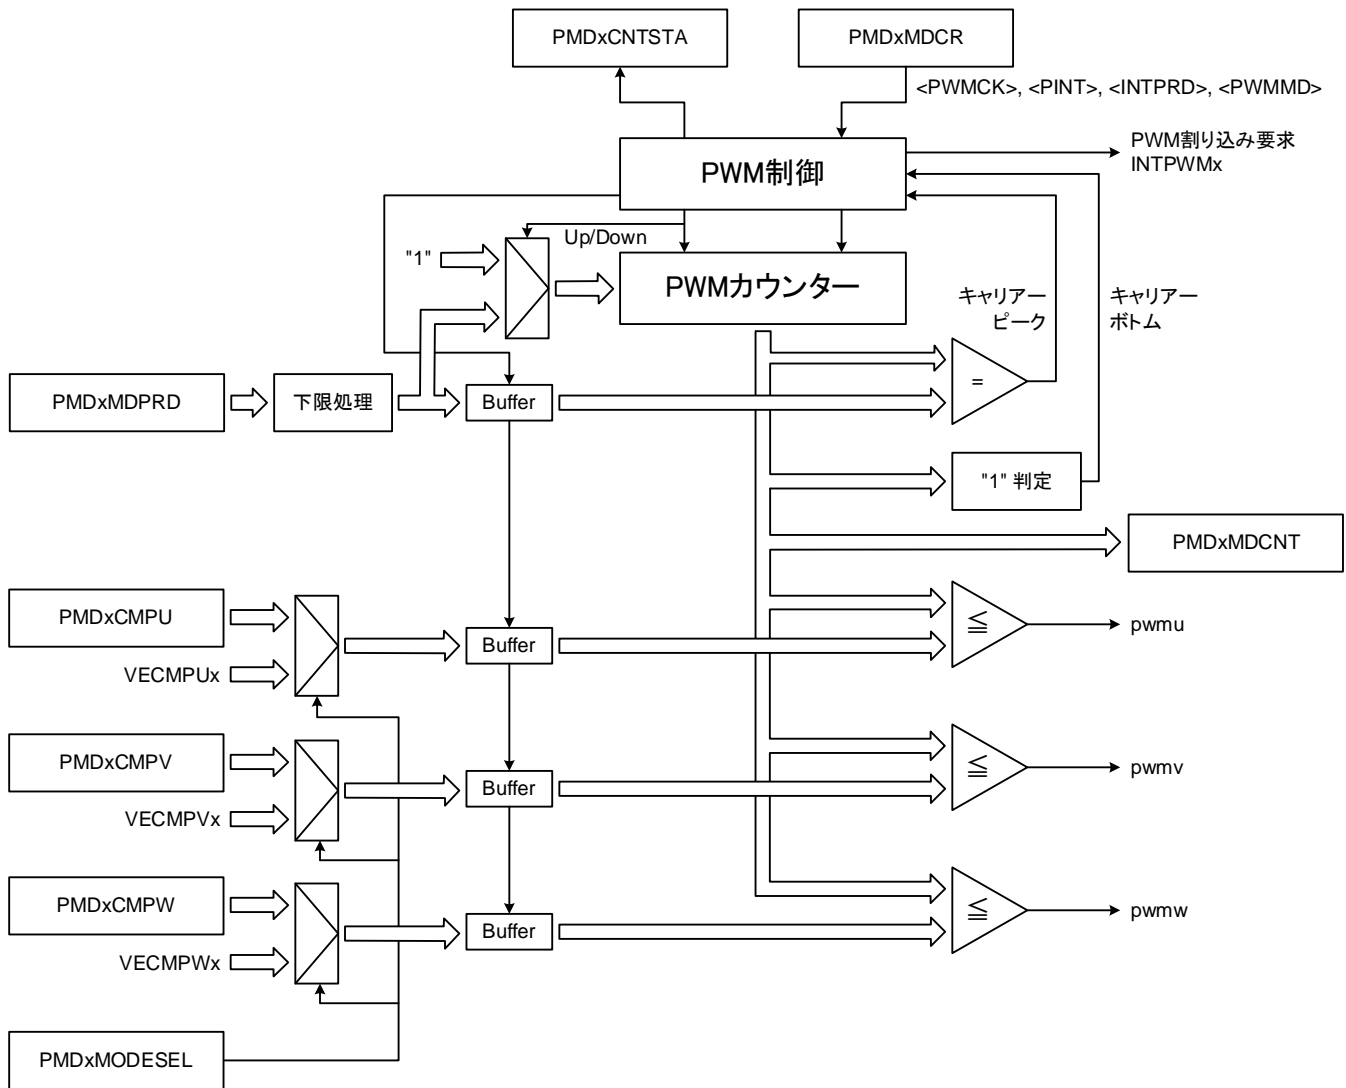 PMDxCNTSTA
PMDxMDCR
<PWMCK>, <PINT>, <INTPRD>, <PWMMD>
PWM制御
PWM割り込み要求
INTPWMx
"1"
Up/Down
PWMカウンター
キャリアー
ピーク
キャリアー
ボトム
PMDxMDPRD
下限処理
Buffer
=
"1" 判定
PMDxMDCNT
PMDxCMPU
VECMPUx
Buffer
≦
pwmu
PMDxCMPV
VECMPVx
Buffer
≦
pwmv
PMDxCMPW
VECMPWx
Buffer
≦
pwmw
PMDxMODESEL